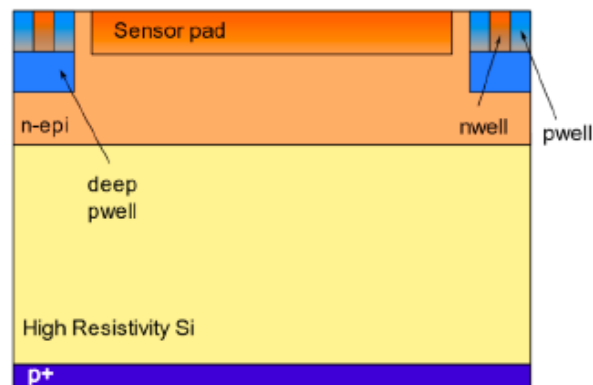 Sensor pad
n-epi
nwell
pwell
deep
pwell
High Resistivity Si
p+